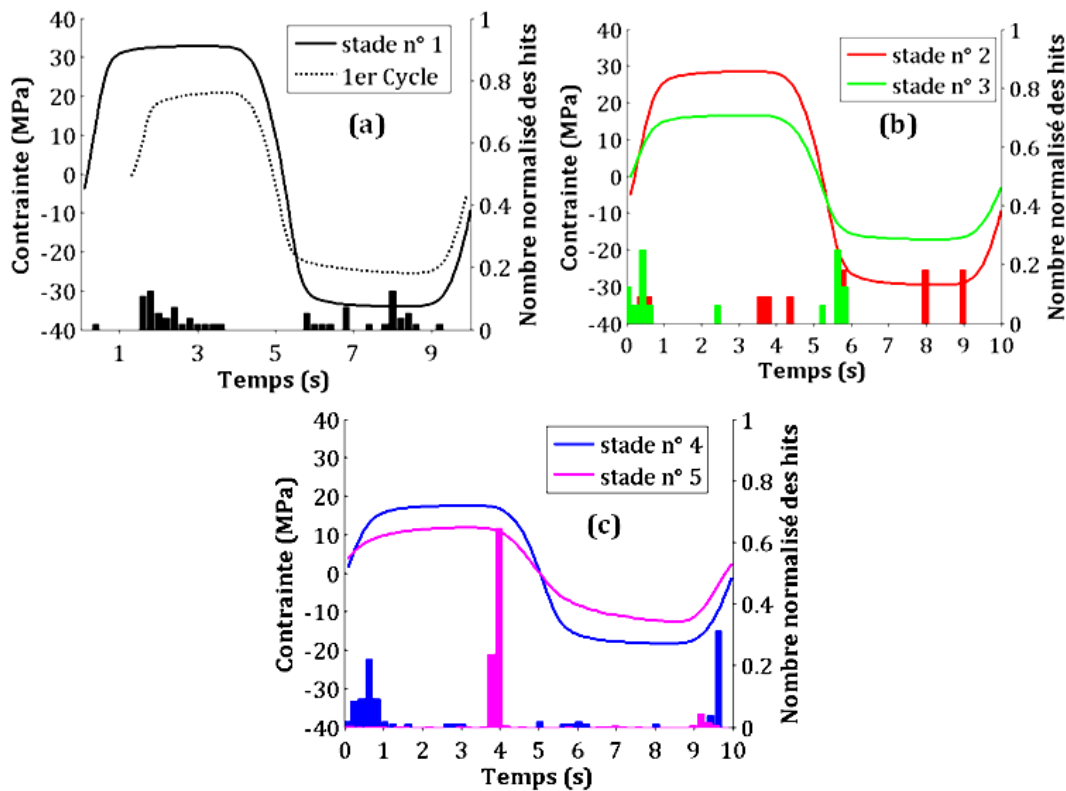 40
30
20
10
0
-10
-20
-30
-40
Contrainte (MPa)
1
3
5
7
9
Temps (s)
1
0.8
0.6
0.4
0.2
0
Nombre normalisé des hits
stade n° 1
1er Cycle
(a)
40
30
20
10
0
-10
-20
-30
-40
Contrainte (MPa)
0 1 2 3 4 5 6 7 8 9 10
Temps (s)
1
0.8
0.6
0.4
0.2
0
Nombre normalisé des hits
stade n° 2
stade n° 3
(b)
40
30
20
10
0
-10
-20
-30
-40
Contrainte (MPa)
0 1 2 3 4 5 6 7 8 9 10
Temps (s)
1
0.8
0.6
0.4
0.2
0
Nombre normalisé des hits
stade n° 4
stade n° 5
(c)